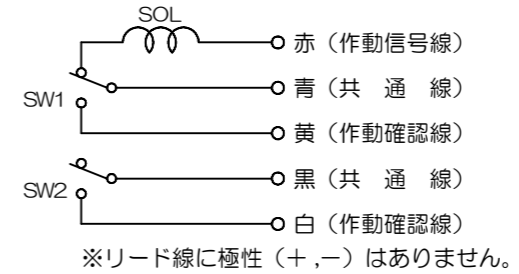 SOL
赤（作動信号線）
青（共　通　線）
SW1
黄（作動確認線）
黒（共　通　線）
SW2
白（作動確認線）
※リード線に極性（＋,－）はありません。